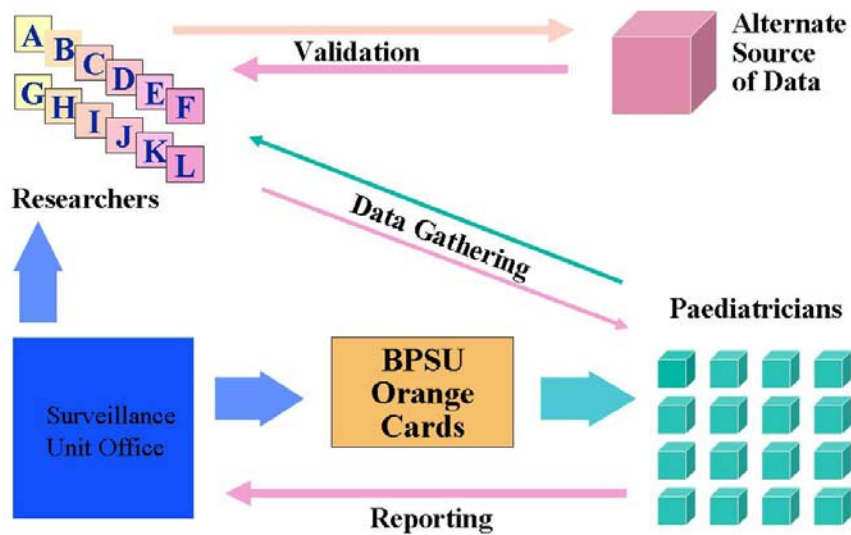 A
B
C
D
E
F
G
H
I
J
K
L
Researchers
Validation
Alternate
Source
of Data
Data Gathering
Paediatricians
Surveillance
Unit Office
BPSU
Orange
Cards
Reporting